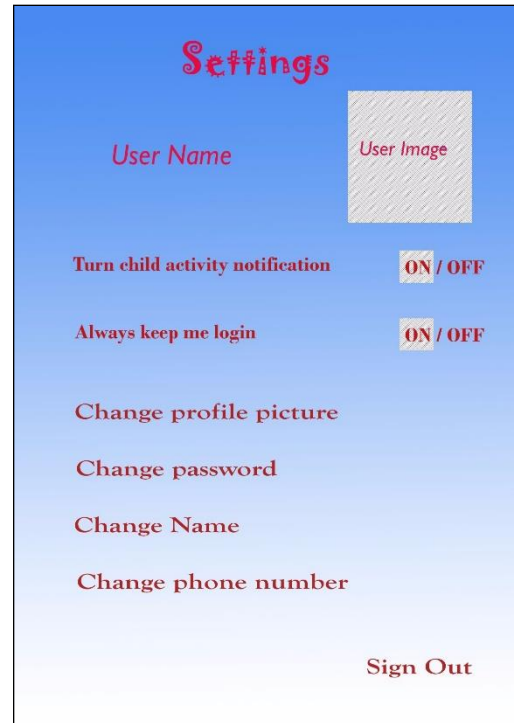 Settings
User Name
User Image
Turn child activity notification ON / OFF
Always keep me login ON / OFF
Change profile picture
Change password
Change Name
Change phone number
Sign Out